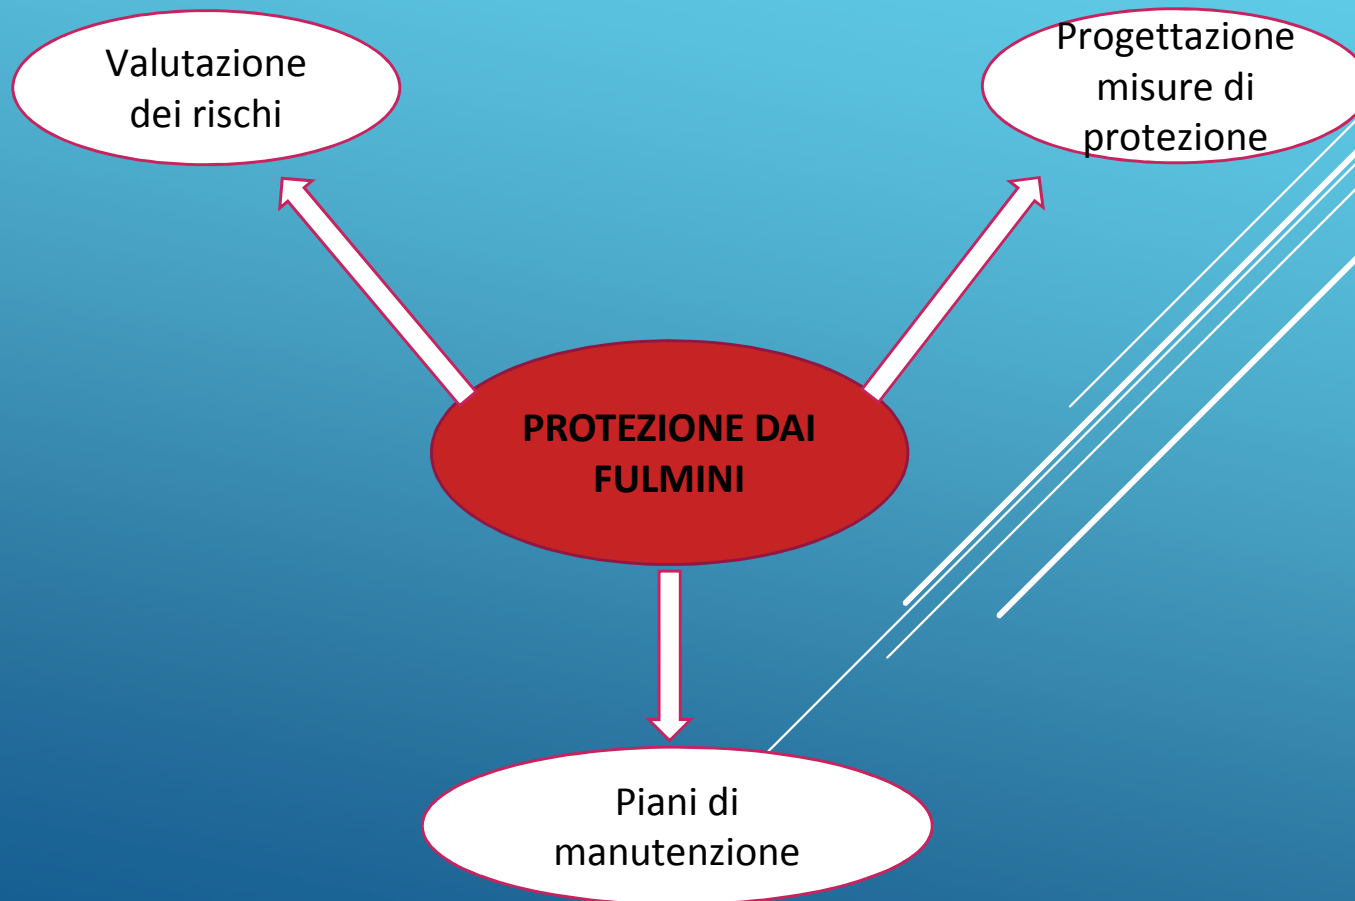 Valutazione
dei rischi
Progettazione
misure di
protezione
PROTEZIONE DAI
FULMINI
Piani di
manutenzione